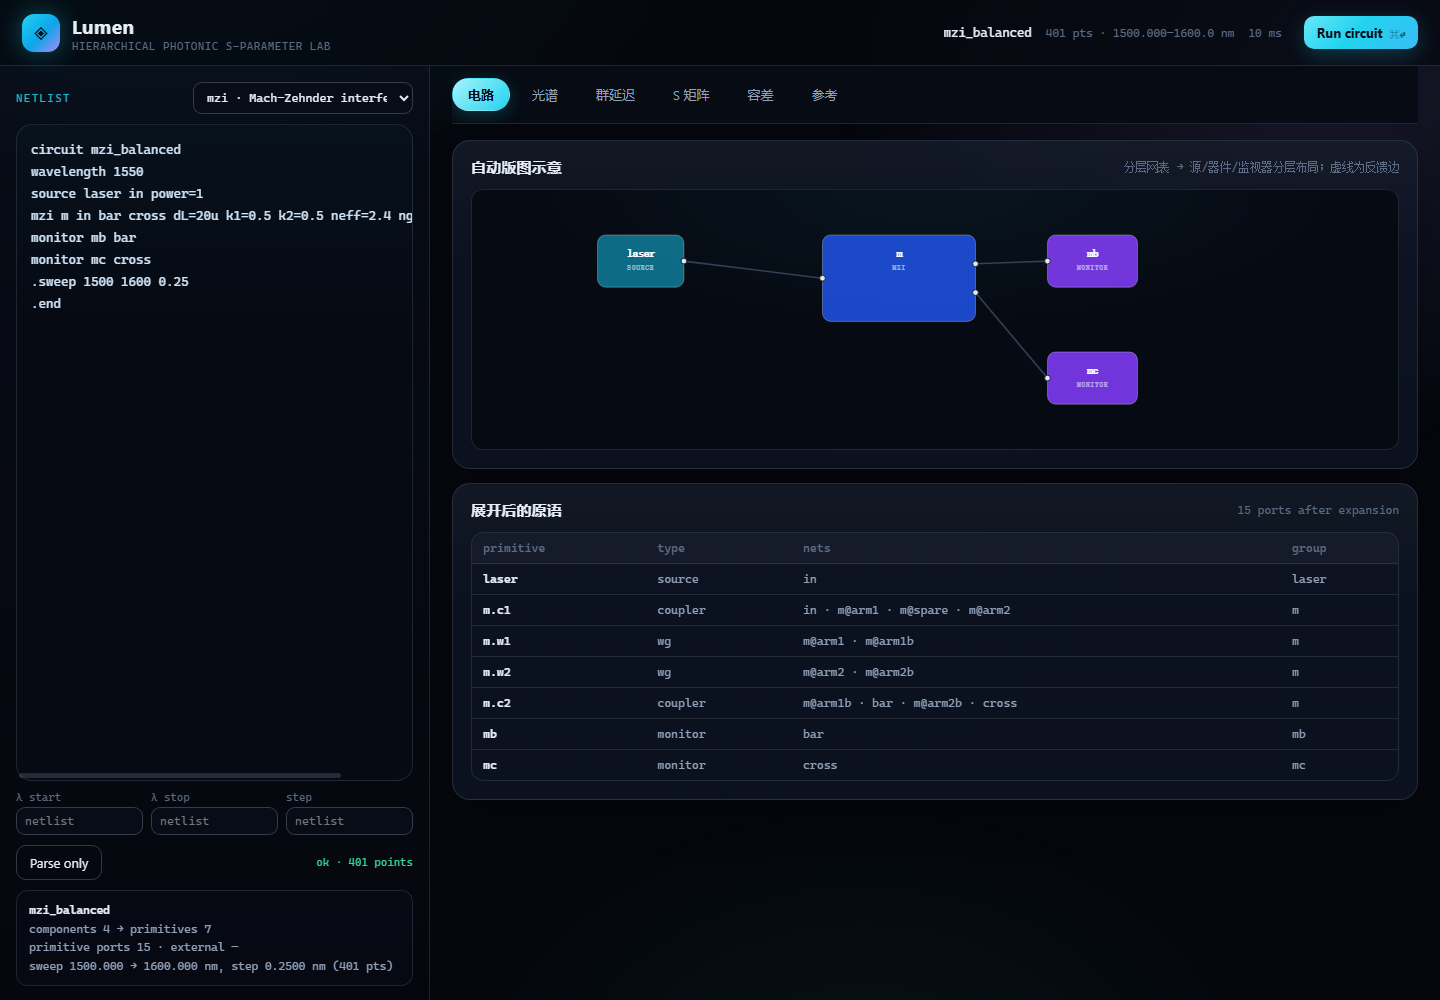 Lumen
HIERARCHICAL PHOTONIC S-PARAMETER LAB
mzi_balanced 401 pts · 1500.000–1600.0 nm 10 ms
Run circuit ⌘↵
NETLIST
mzi · Mach-Zehnder interfe
circuit mzi_balanced
wavelength 1550
source laser in power=1
mzi m in bar cross dL=20u k1=0.5 k2=0.5 neff=2.4 ng
monitor mb bar
monitor mc cross
.sweep 1500 1600 0.25
.end
λ start λ stop step
netlist netlist netlist
Parse only
ok · 401 points
mzi_balanced
components 4 → primitives 7
primitive ports 15 · external —
sweep 1500.000 → 1600.000 nm, step 0.2500 nm (401 pts)
电路 光谱 群延迟 S 矩阵 容差 参考
自动版图示意
分层网表 → 源/器件/监视器分层布局；虚线为反馈边
laser
SOURCE
m
MZI
mb
MONITOR
mc
MONITOR
展开后的原语
15 ports after expansion
primitive type nets group
laser source in laser
m.c1 coupler in · m@arm1 · m@spare · m@arm2 m
m.w1 wg m@arm1 · m@arm1b m
m.w2 wg m@arm2 · m@arm2b m
m.c2 coupler m@arm1b · bar · m@arm2b · cross m
mb monitor bar mb
mc monitor cross mc